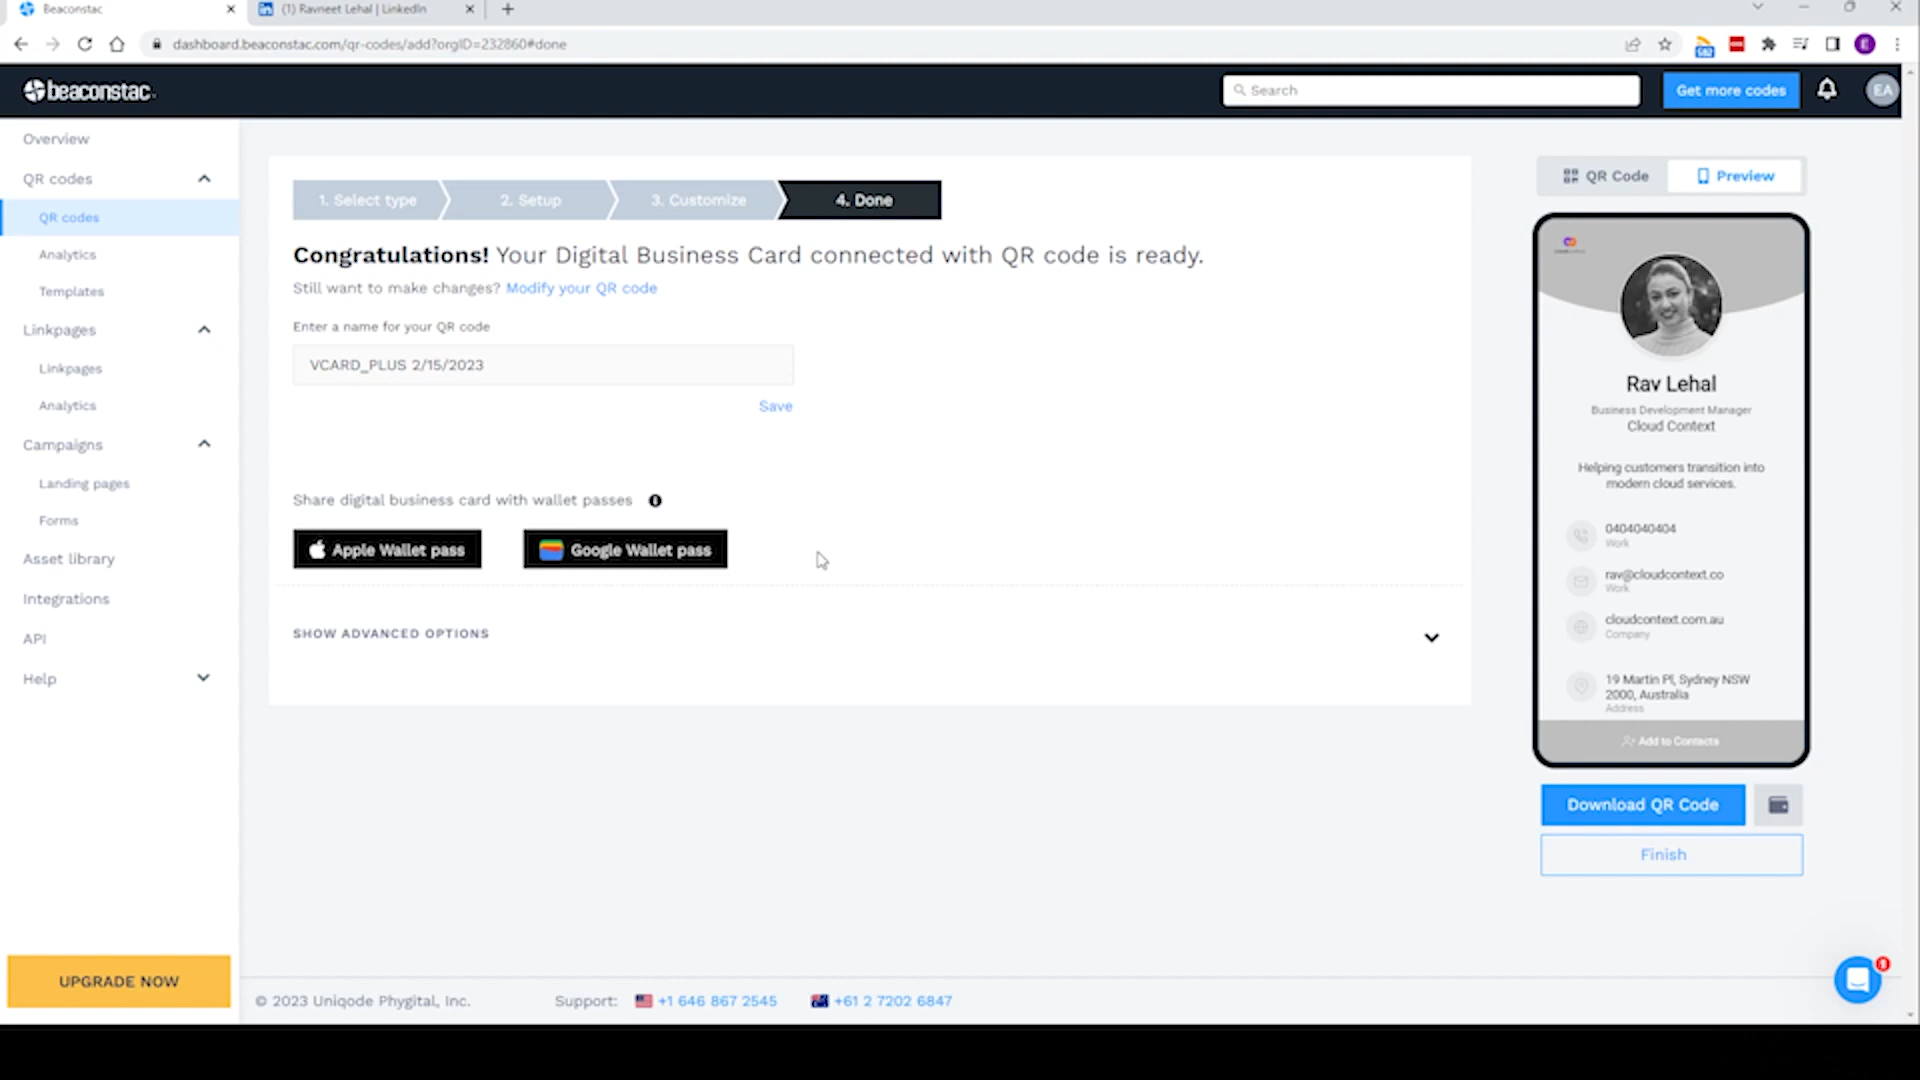 Beaconstac
(1) Ravneet Lehal | LinkedIn
dashboard.beaconstac.com/qr-codes/add?orgID=232860#done
beaconstac.
Search
Get more codes
EA
Overview
QR codes
QR codes
Analytics
Templates
Linkpages
Linkpages
Analytics
Campaigns
Landing pages
Forms
Asset library
Integrations
API
Help
UPGRADE NOW
1. Select type
2. Setup
3. Customize
4. Done
Congratulations! Your Digital Business Card connected with QR code is ready.
Still want to make changes? Modify your QR code
Enter a name for your QR code
VCARD_PLUS 2/15/2023
Save
Share digital business card with wallet passes
Apple Wallet pass
Google Wallet pass
SHOW ADVANCED OPTIONS
QR Code
Preview
Rav Lehal
Business Development Manager
Cloud Context
Helping customers transition into
modern cloud services.
0404040404
Work
rav@cloudcontext.co
Work
cloudcontext.com.au
Company
19 Martin Pl, Sydney NSW
2000, Australia
Address
Add to Contacts
Download QR Code
Finish
© 2023 Uniqode Phygital, Inc.
Support:
+1 646 867 2545
+61 2 7202 6847